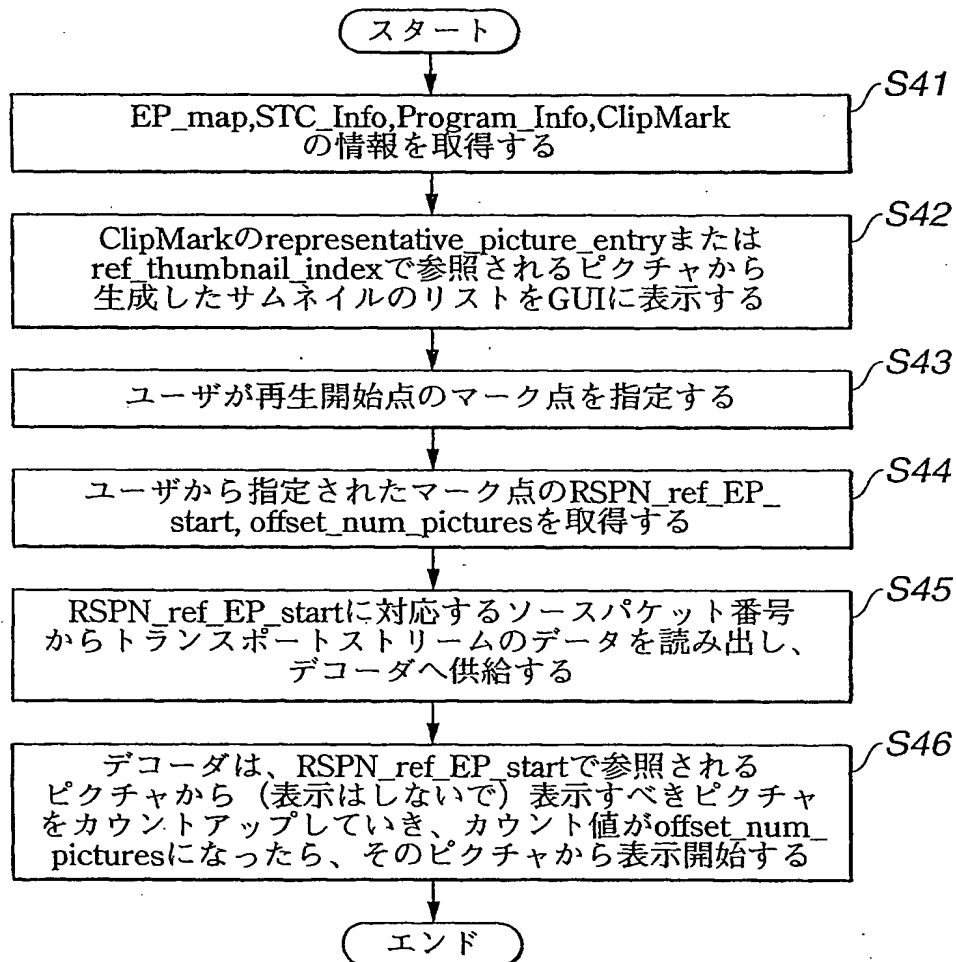 スタート
S41
EP_map,STC_Info,Program_Info,ClipMark
の情報を取得する
S42
ClipMarkのrepresentative_picture_entryまたは
ref_thumbnail_indexで参照されるピクチャから
生成したサムネイルのリストをGUIに表示する
S43
ユーザが再生開始点のマーク点を指定する
S44
ユーザから指定されたマーク点のRSPN_ref_EP_
start, offset_num_picturesを取得する
S45
RSPN_ref_EP_startに対応するソースパケット番号
からトランスポートストリームのデータを読み出し、
デコーダへ供給する
S46
デコーダは、RSPN_ref_EP_startで参照される
ピクチャから（表示はしないで）表示すべきピクチャ
をカウントアップしていき、カウント値がoffset_num_
picturesになったら、そのピクチャから表示開始する
エンド